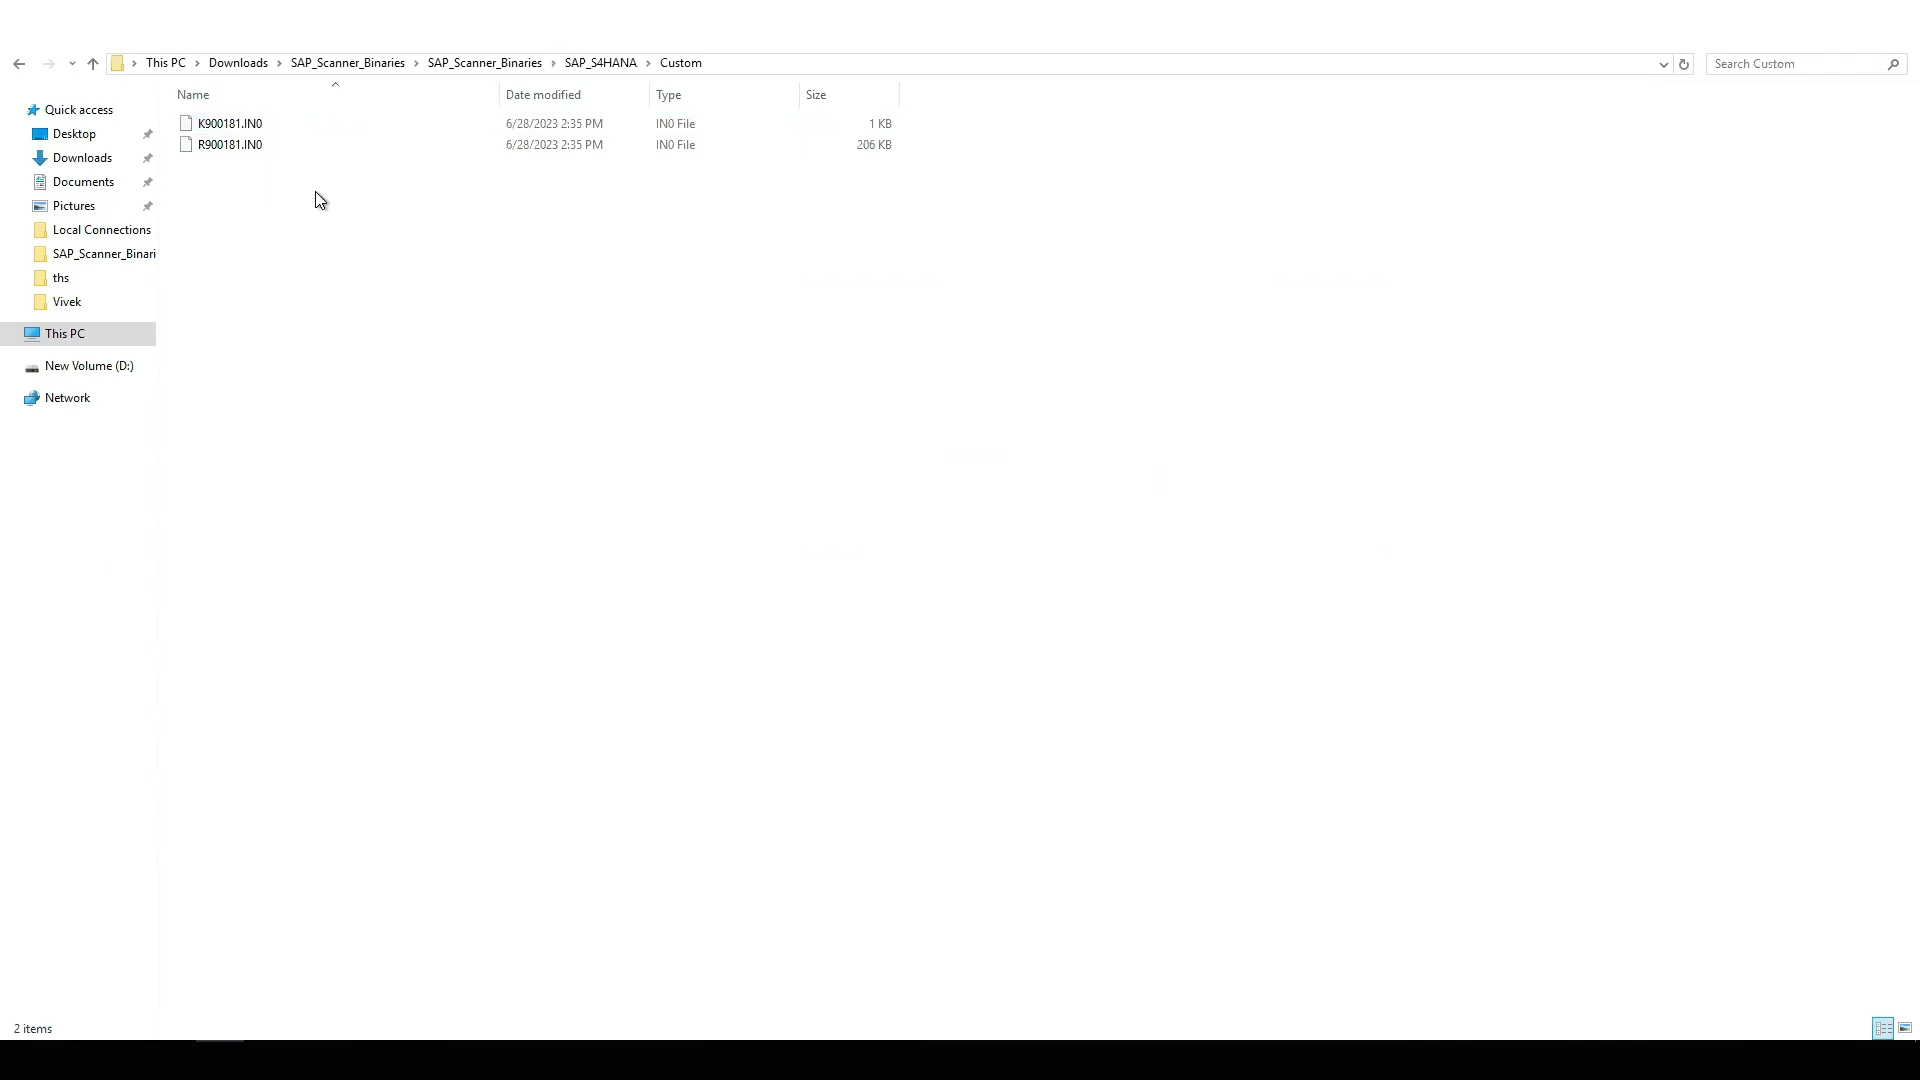 This PC > Downloads > SAP_Scanner_Binaries > SAP_Scanner_Binaries > SAP_S4HANA > Custom
Search Custom
Name Date modified Type Size
K900181.IN0 6/28/2023 2:35 PM IN0 File 1 KB
R900181.IN0 6/28/2023 2:35 PM IN0 File 206 KB
Quick access
Desktop
Downloads
Documents
Pictures
Local Connections
SAP_Scanner_Binari
ths
Vivek
This PC
New Volume (D:)
Network
2 items